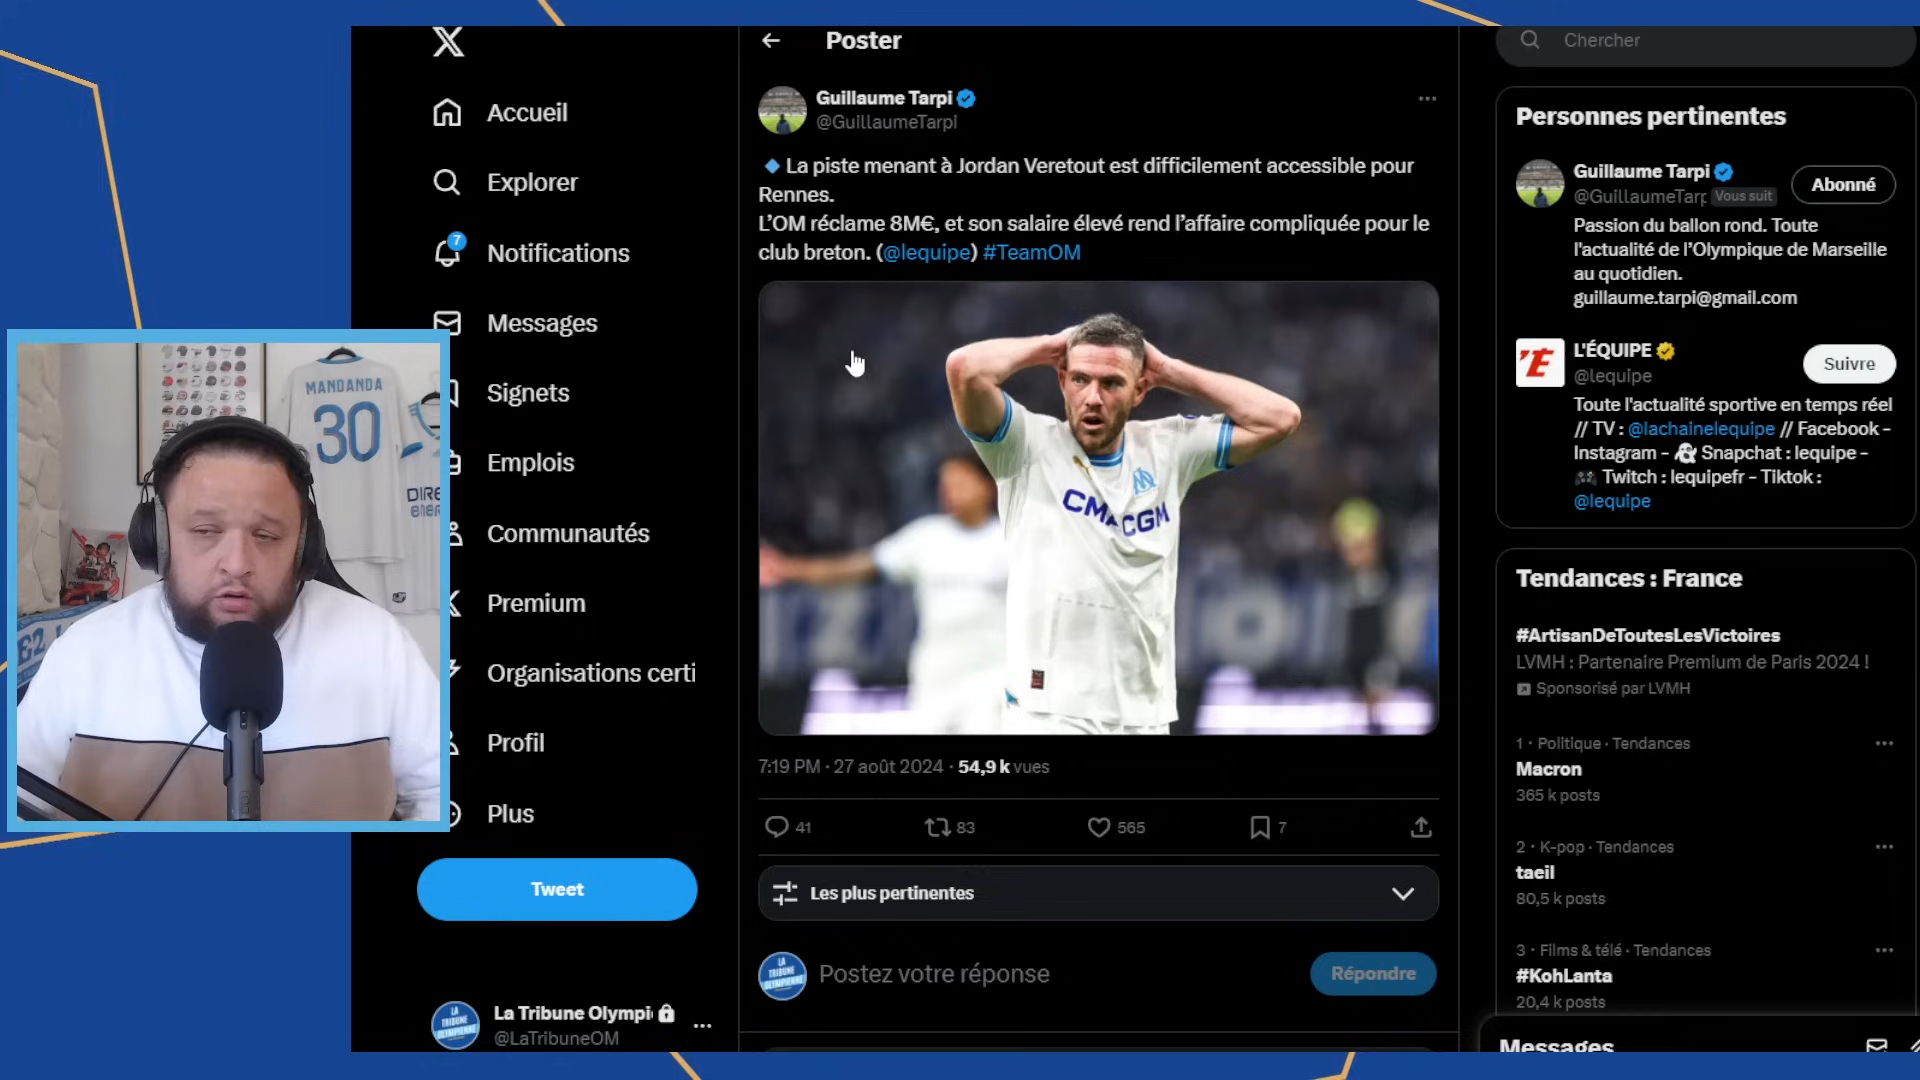 Accueil
Explorer
7
Notifications
Messages
Signets
Emplois
Communautés
Premium
Organisations certi
Profil
Plus
Tweet
La Tribune Olympi
@LaTribuneOM
MANDANDA
30
DIRE
Poster
Guillaume Tarpi
@GuillaumeTarpi
La piste menant à Jordan Veretout est difficilement accessible pour
Rennes.
L’OM réclame 8M€, et son salaire élevé rend l’affaire compliquée pour le
club breton. (@lequipe) #TeamOM
CMA CGM
7:19 PM · 27 août 2024 · 54,9 k vues
41
83
565
7
Les plus pertinentes
LA
TRIBUNE
OLYMPIENNE
Postez votre réponse
Répondre
Chercher
Personnes pertinentes
Guillaume Tarpi
@GuillaumeTarp Vous suit
Abonné
Passion du ballon rond. Toute
l'actualité de l’Olympique de Marseille
au quotidien.
guillaume.tarpi@gmail.com
L'ÉQUIPE
@lequipe
Suivre
Toute l'actualité sportive en temps réel
// TV : @lachainelequipe // Facebook –
Instagram – Snapchat : lequipe –
Twitch : lequipefr – Tiktok :
@lequipe
Tendances : France
#ArtisanDeToutesLesVictoires
LVMH : Partenaire Premium de Paris 2024 !
Sponsorisé par LVMH
1 · Politique · Tendances
Macron
365 k posts
2 · K-pop · Tendances
taeil
80,5 k posts
3 · Films & télé · Tendances
#KohLanta
20,4 k posts
Messages